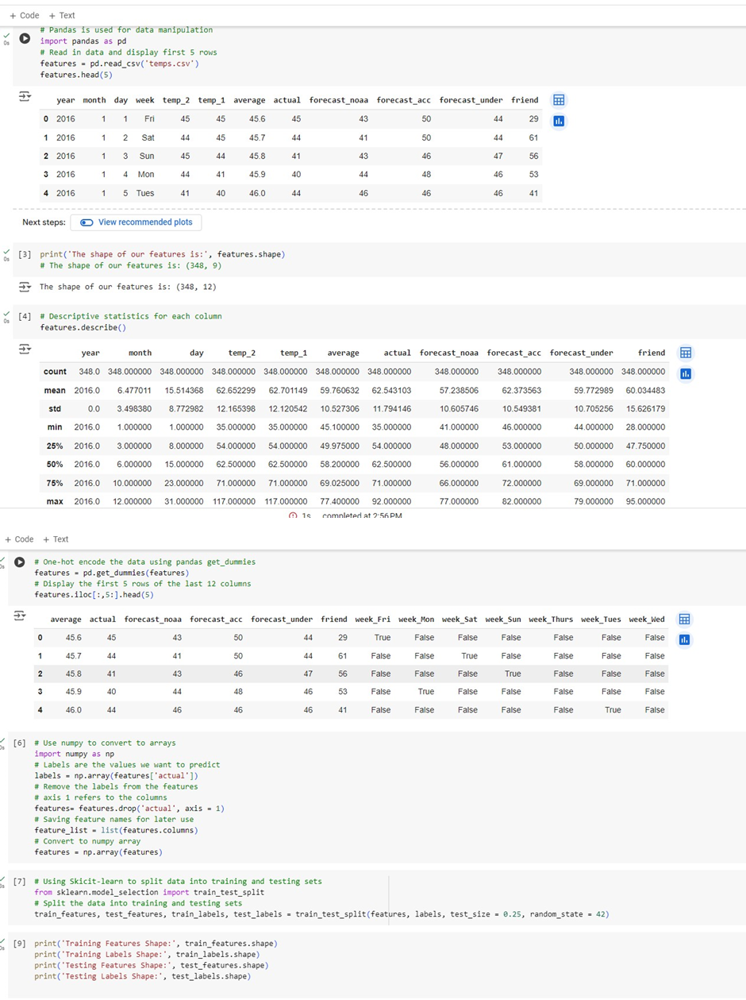 + Code + Text
# Pandas is used for data manipulation
0s
import pandas as pd
# Read in data and display first 5 rows
features = pd.read_csv('temps.csv')
features.head(5)
year month day week temp_2 temp_1 average actual forecast_noaa forecast_acc forecast_under friend
0 2016 1 1 Fri 45 45 45.6 45 43 50 44 29
1 2016 1 2 Sat 44 45 45.7 44 41 50 44 61
2 2016 1 3 Sun 45 44 45.8 41 43 46 47 56
3 2016 1 4 Mon 44 41 45.9 40 44 48 46 53
4 2016 1 5 Tues 41 40 46.0 44 46 46 46 41
Next steps: View recommended plots
[3] print('The shape of our features is:', features.shape)
0s
# The shape of our features is: (348, 9)
The shape of our features is: (348, 12)
[4] # Descriptive statistics for each column
0s
features.describe()
year month day temp_2 temp_1 average actual forecast_noaa forecast_acc forecast_under friend
count 348.0 348.000000 348.000000 348.000000 348.000000 348.000000 348.000000 348.000000 348.000000 348.000000 348.000000
mean 2016.0 6.477011 15.514368 62.652299 62.701149 59.760632 62.543103 57.238506 62.373563 59.772989 60.034483
std 0.0 3.498380 8.772982 12.165398 12.120542 10.527306 11.794146 10.605746 10.549381 10.705256 15.626179
min 2016.0 1.000000 1.000000 35.000000 35.000000 45.100000 35.000000 41.000000 46.000000 44.000000 28.000000
25% 2016.0 3.000000 8.000000 54.000000 54.000000 49.975000 54.000000 48.000000 53.000000 50.000000 47.750000
50% 2016.0 6.000000 15.000000 62.500000 62.500000 58.200000 62.500000 56.000000 61.000000 58.000000 60.000000
75% 2016.0 10.000000 23.000000 71.000000 71.000000 69.025000 71.000000 66.000000 72.000000 69.000000 71.000000
max 2016.0 12.000000 31.000000 117.000000 117.000000 77.400000 92.000000 77.000000 82.000000 79.000000 95.000000
1s completed at 2:56 PM
+ Code + Text
# One-hot encode the data using pandas get_dummies
0s
features = pd.get_dummies(features)
# Display the first 5 rows of the last 12 columns
features.iloc[:,5:].head(5)
average actual forecast_noaa forecast_acc forecast_under friend week_Fri week_Mon week_Sat week_Sun week_Thurs week_Tues week_Wed
0 45.6 45 43 50 44 29 True False False False False False False
1 45.7 44 41 50 44 61 False False True False False False False
2 45.8 41 43 46 47 56 False False False True False False False
3 45.9 40 44 48 46 53 False True False False False False False
4 46.0 44 46 46 46 41 False False False False False True False
[6] # Use numpy to convert to arrays
0s
import numpy as np
# Labels are the values we want to predict
labels = np.array(features['actual'])
# Remove the labels from the features
# axis 1 refers to the columns
features= features.drop('actual', axis = 1)
# Saving feature names for later use
feature_list = list(features.columns)
# Convert to numpy array
features = np.array(features)
[7] # Using Skicit-learn to split data into training and testing sets
from sklearn.model_selection import train_test_split
# Split the data into training and testing sets
train_features, test_features, train_labels, test_labels = train_test_split(features, labels, test_size = 0.25, random_state = 42)
[9] print('Training Features Shape:', train_features.shape)
0s
print('Training Labels Shape:', train_labels.shape)
print('Testing Features Shape:', test_features.shape)
print('Testing Labels Shape:', test_labels.shape)